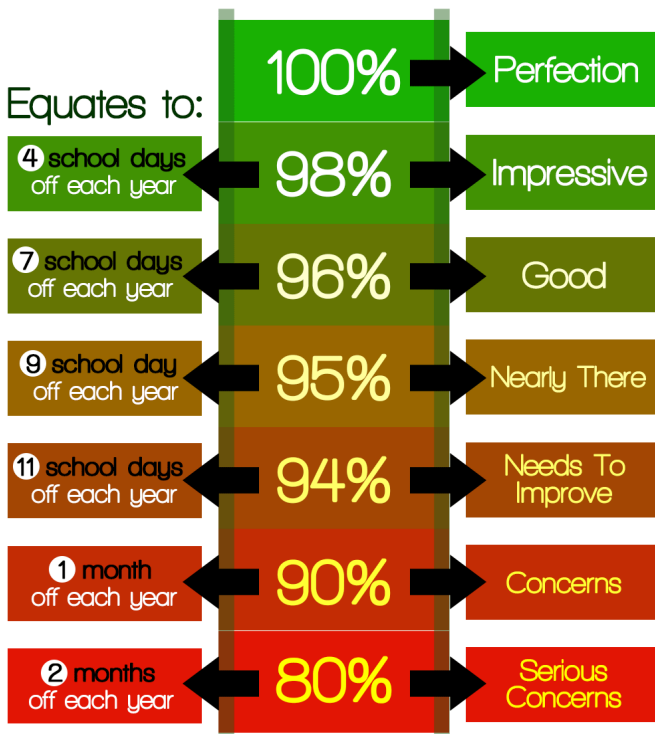 100%
Perfection
Equates to:
4 school days
off each year
98%
Impressive
7 school days
off each year
96%
Good
9 school day
off each year
95%
Nearly There
11 school days
off each year
94%
Needs To
Improve
1 month
off each year
90%
Concerns
2 months
off each year
80%
Serious
Concerns